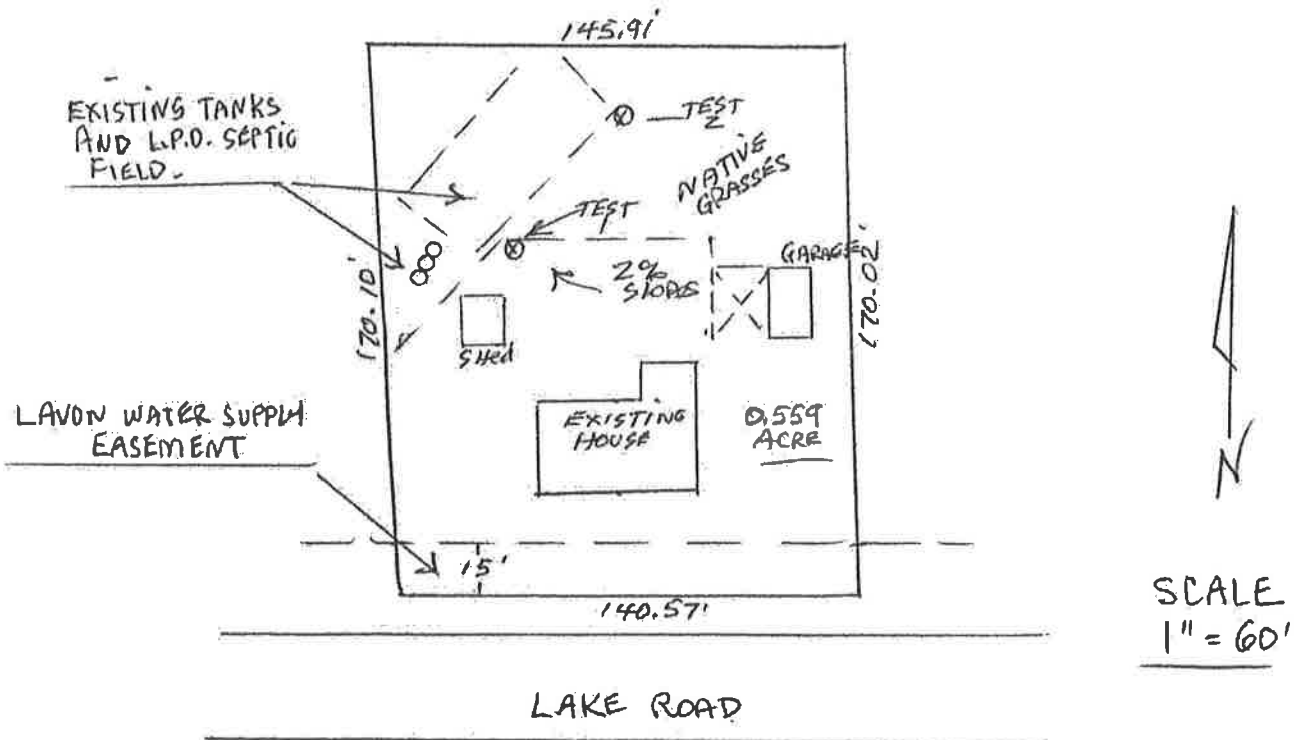 145.91'
EXISTING TANKS
AND L.P.D. SEPTIC
FIELD.
TEST
2
NATIVE
GRASSES
TEST
1
GARAGE
2%
SLOPES
170.10'
170.02'
SHed
LAVON WATER SUPPLY
EASEMENT
EXISTING
HOUSE
0.559
ACRE
N
15'
140.57'
SCALE
1" = 60'
LAKE ROAD